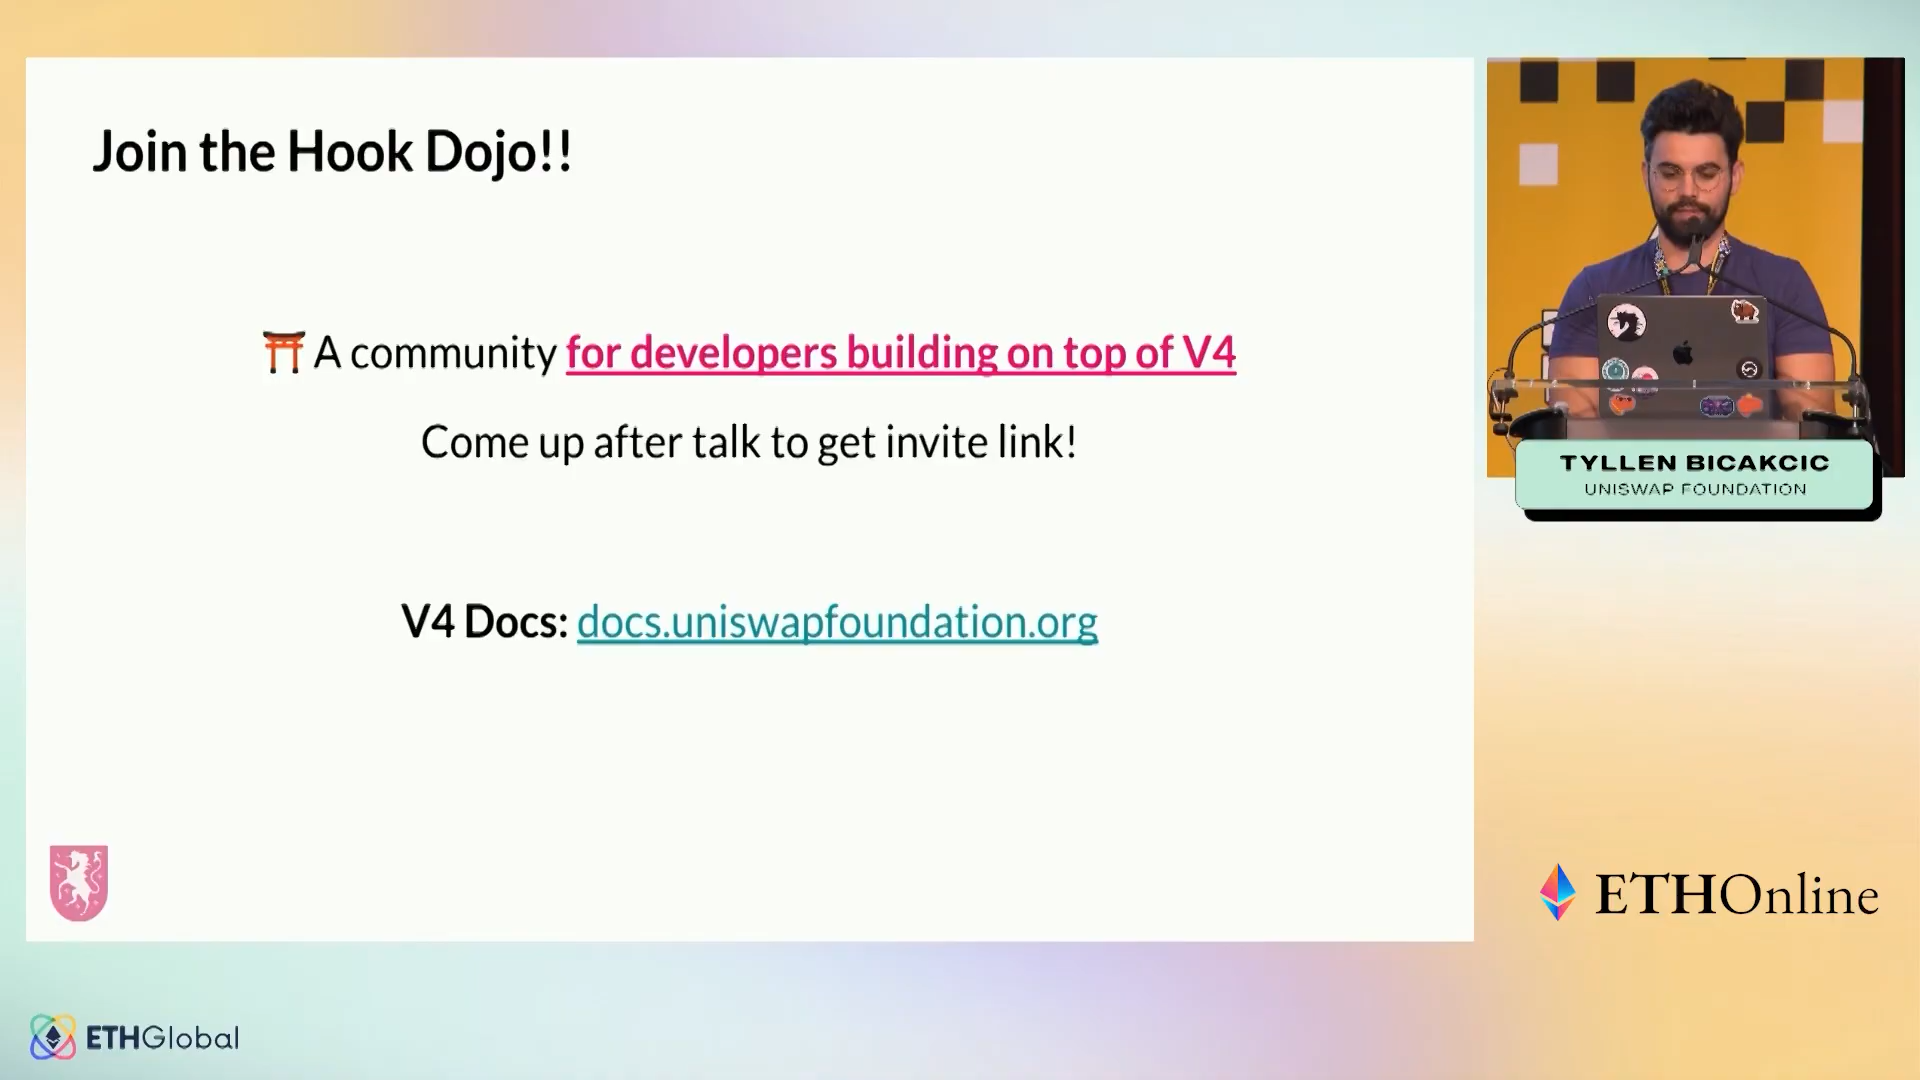 Join the Hook Dojo!!
⛩️ A community for developers building on top of V4
Come up after talk to get invite link!
V4 Docs: docs.uniswapfoundation.org
TYLLEN BICAKCIC
UNISWAP FOUNDATION
ETHOnline
ETHGlobal